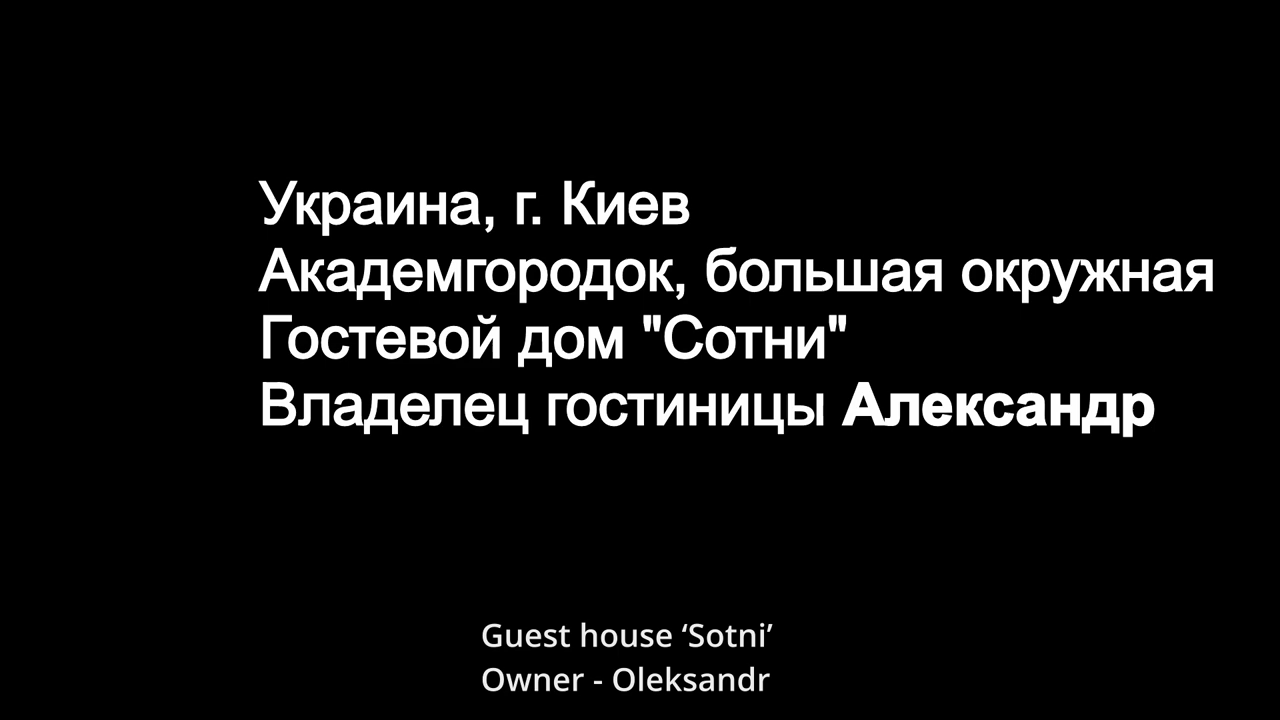 Украина, г. Киев
Академгородок, большая окружная
Гостевой дом "Сотни"
Владелец гостиницы Александр
Guest house ‘Sotni’
Owner - Oleksandr